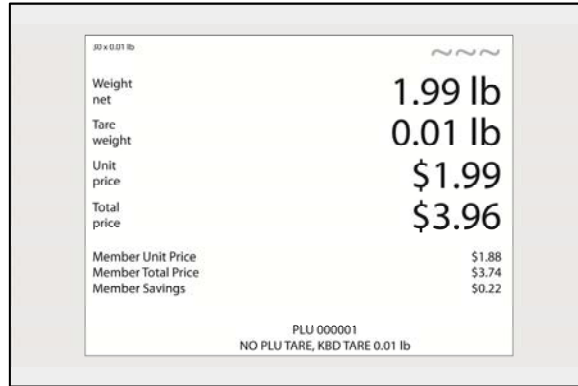 30 x 0.01 lb
~~~
Weight net 1.99 lb
Tare weight 0.01 lb
Unit price $1.99
Total price $3.96
Member Unit Price $1.88
Member Total Price $3.74
Member Savings $0.22
PLU 000001
NO PLU TARE, KBD TARE 0.01 lb